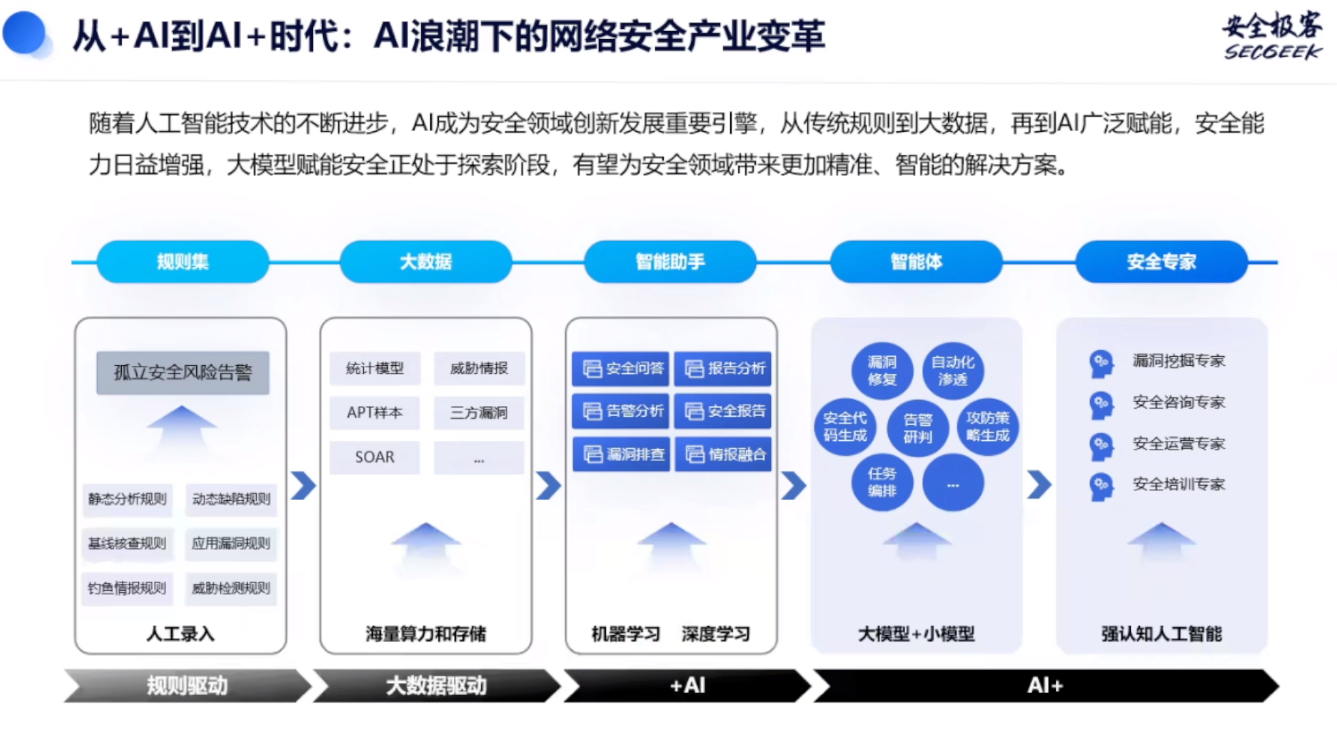 从+AI到AI+时代：AI浪潮下的网络安全产业变革
安全极客
SECGEEK
随着人工智能技术的不断进步，AI成为安全领域创新发展重要引擎，从传统规则到大数据，再到AI广泛赋能，安全能
力日益增强，大模型赋能安全正处于探索阶段，有望为安全领域带来更加精准、智能的解决方案。
规则集
大数据
智能助手
智能体
安全专家
孤立安全风险告警
静态分析规则
动态缺陷规则
基线核查规则
应用漏洞规则
钓鱼情报规则
威胁检测规则
人工录入
统计模型
威胁情报
APT样本
三方漏洞
SOAR
...
海量算力和存储
安全问答
报告分析
告警分析
安全报告
漏洞排查
情报融合
机器学习 深度学习
漏洞
修复
自动化
渗透
安全代
码生成
告警
研判
攻防策
略生成
任务
编排
...
大模型+小模型
漏洞挖掘专家
安全咨询专家
安全运营专家
安全培训专家
强认知人工智能
规则驱动
大数据驱动
+AI
AI+